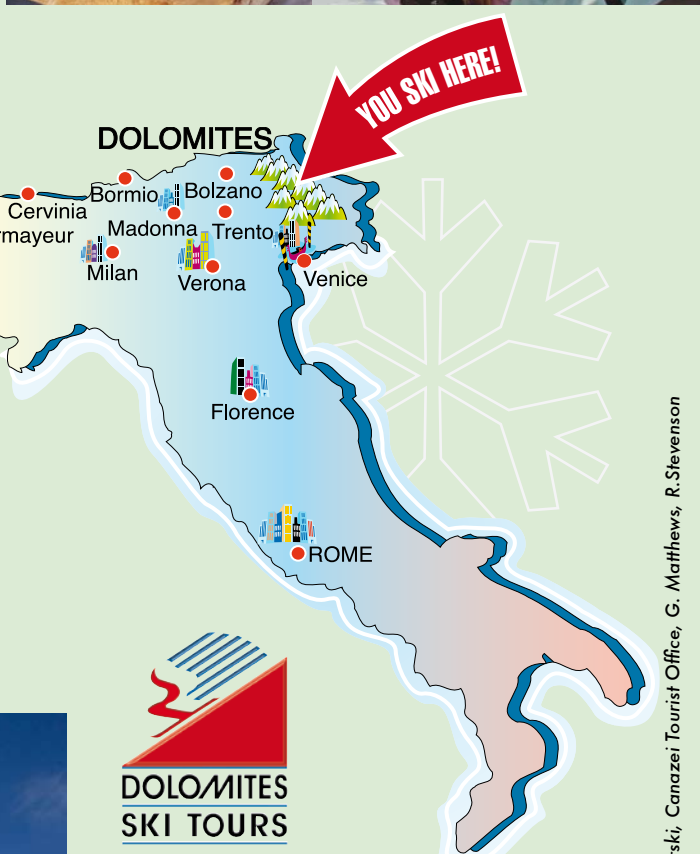 YOU SKI HERE!
DOLOMITES
Bormio
Bolzano
Cervinia
Madonna
Trento
rmayeur
Milan
Verona
Venice
Florence
ROME
DOLOMITES
SKI TOURS
rski, Canazei Tourist Office, G. Matthews, R.Stevenson